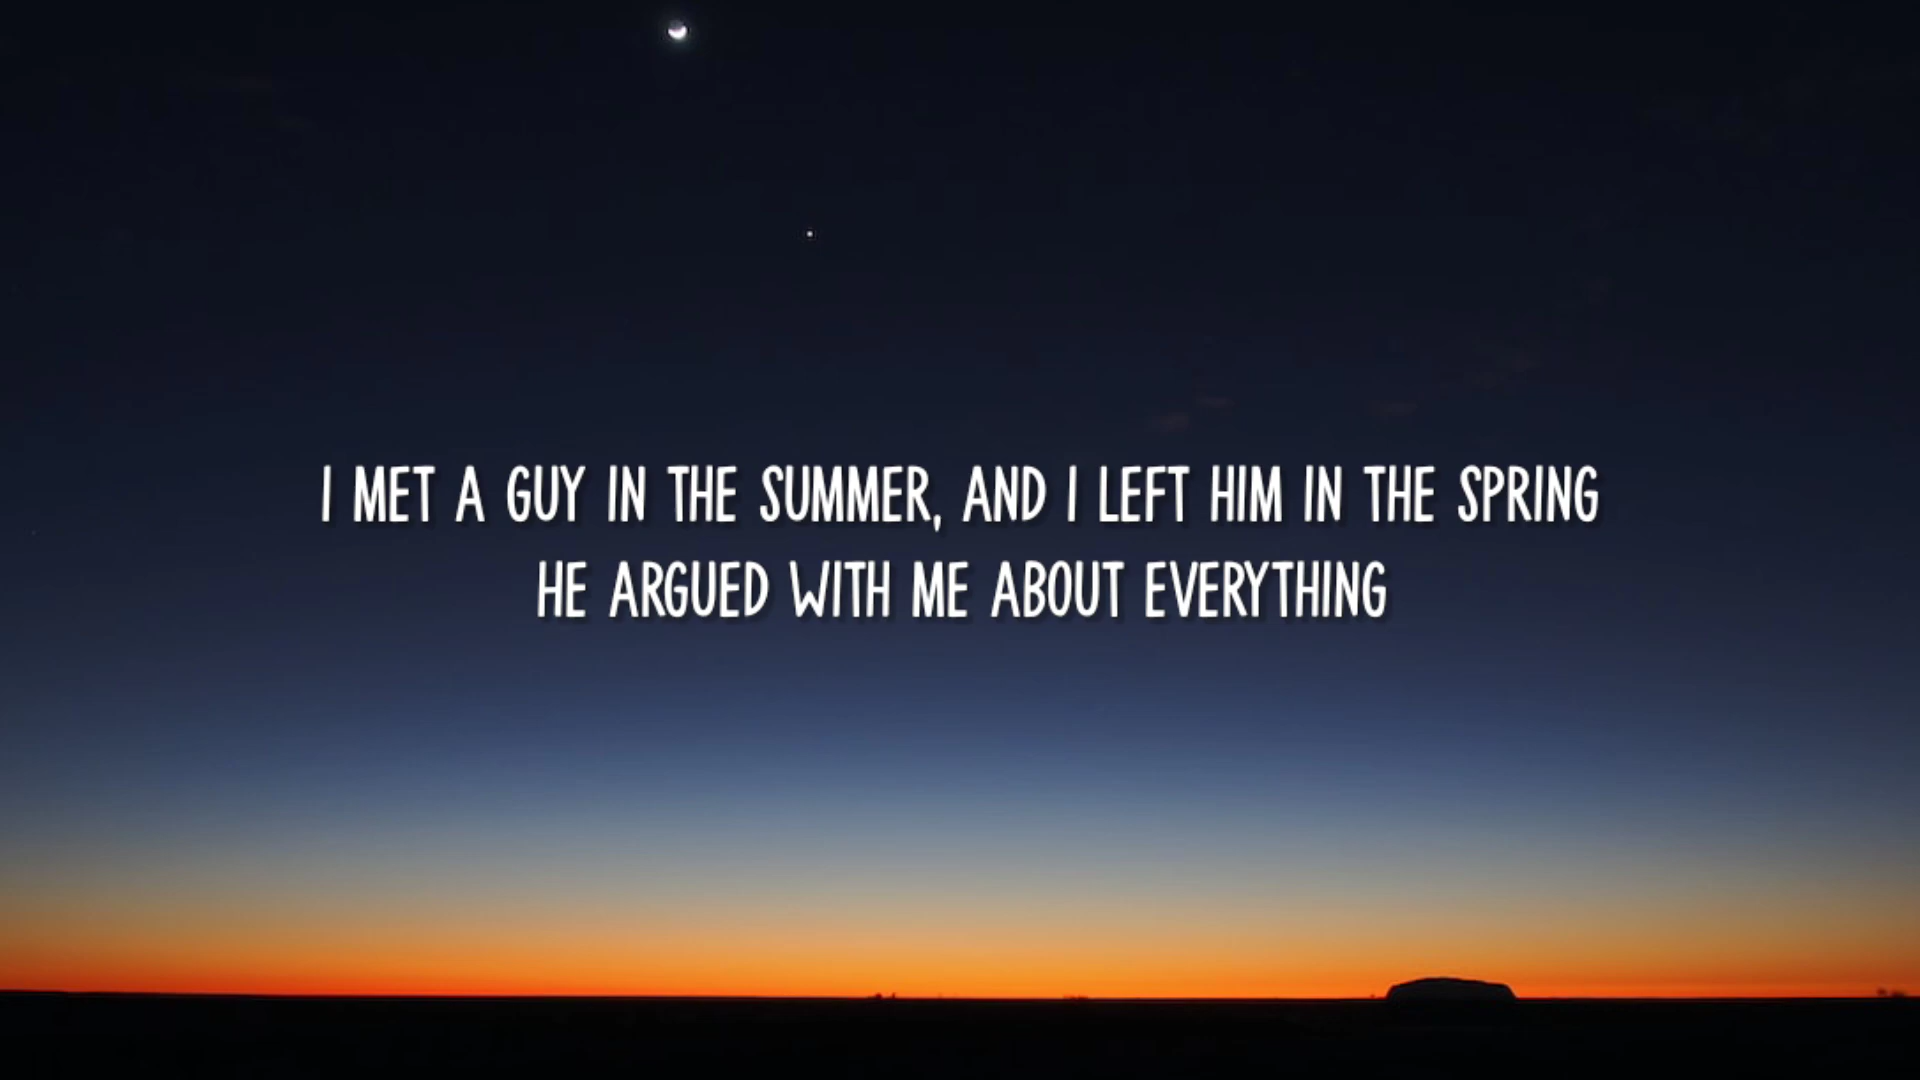 I MET A GUY IN THE SUMMER, AND I LEFT HIM IN THE SPRING
HE ARGUED WITH ME ABOUT EVERYTHING